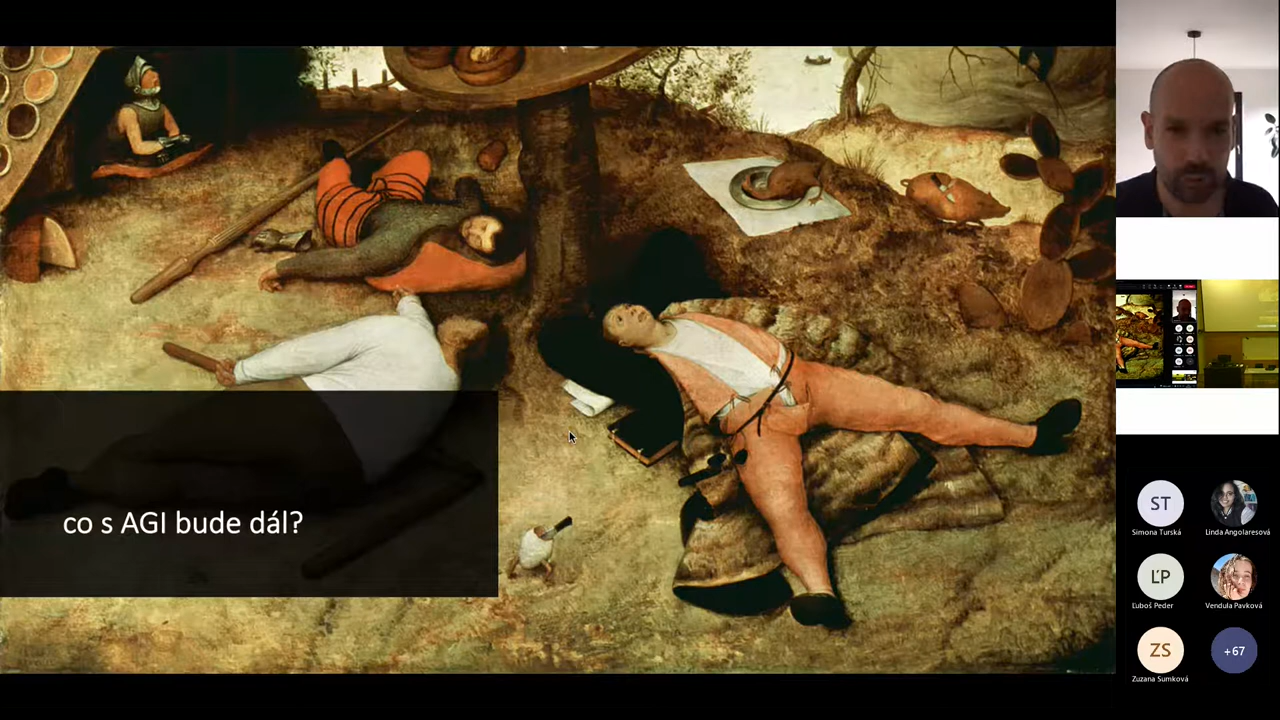 co s AGI bude dál?
ST
Simona Turská
Linda Angolaresová
ĽP
Ľuboš Peder
Vendula Pavková
ZS
Zuzana Sumková
+67